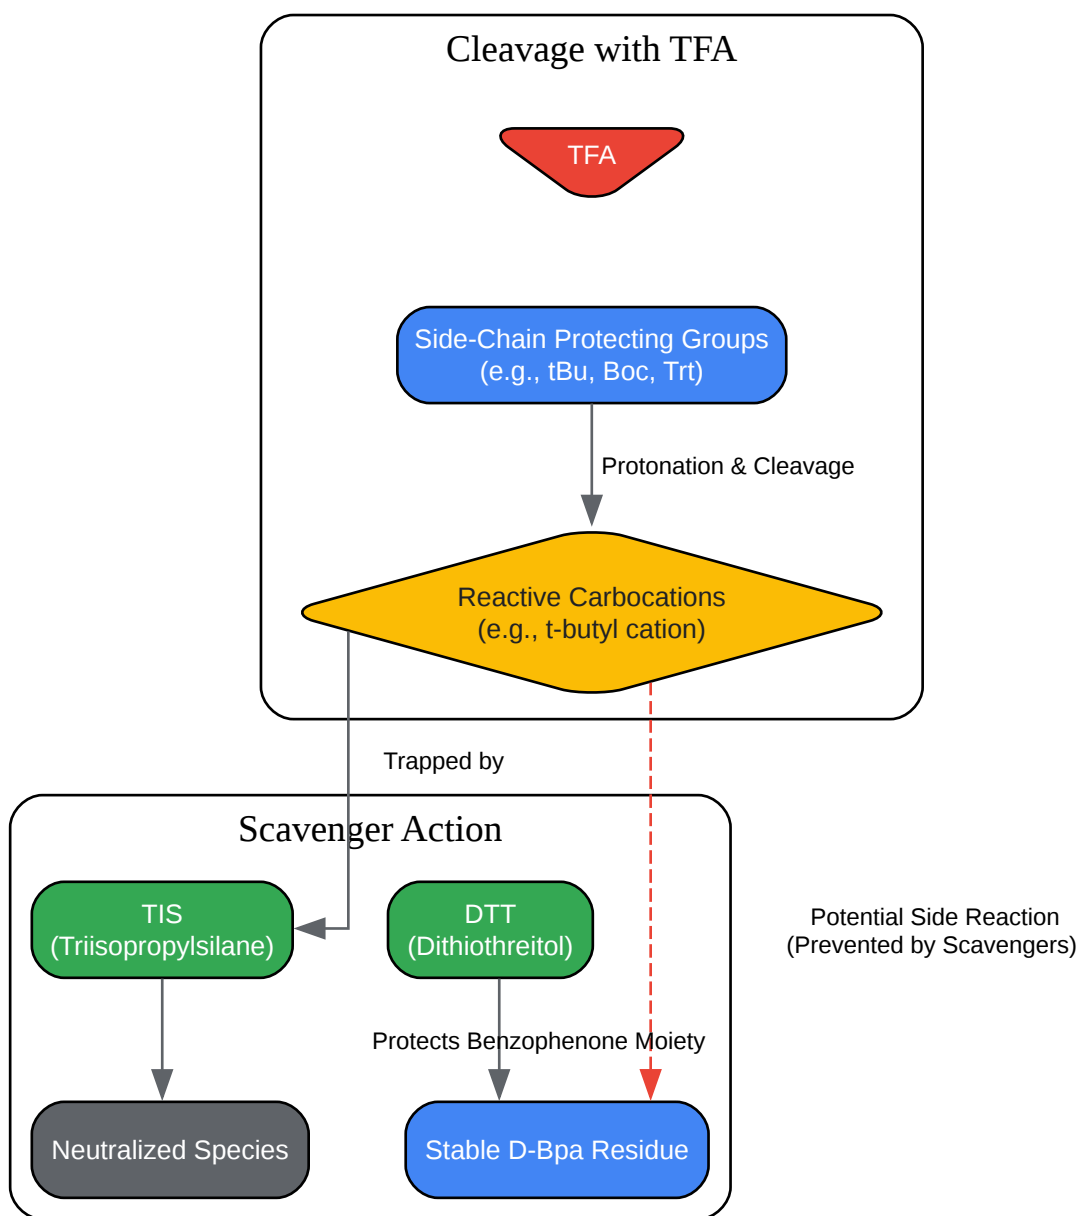 Cleavage with TFA
TFA
Side-Chain Protecting Groups
(e.g., tBu, Boc, Trt)
Protonation & Cleavage
Reactive Carbocations
(e.g., t-butyl cation)
Trapped by
Scavenger Action
TIS
(Triisopropylsilane)
DTT
(Dithiothreitol)
Potential Side Reaction
(Prevented by Scavengers)
Protects Benzophenone Moiety
Neutralized Species
Stable D-Bpa Residue